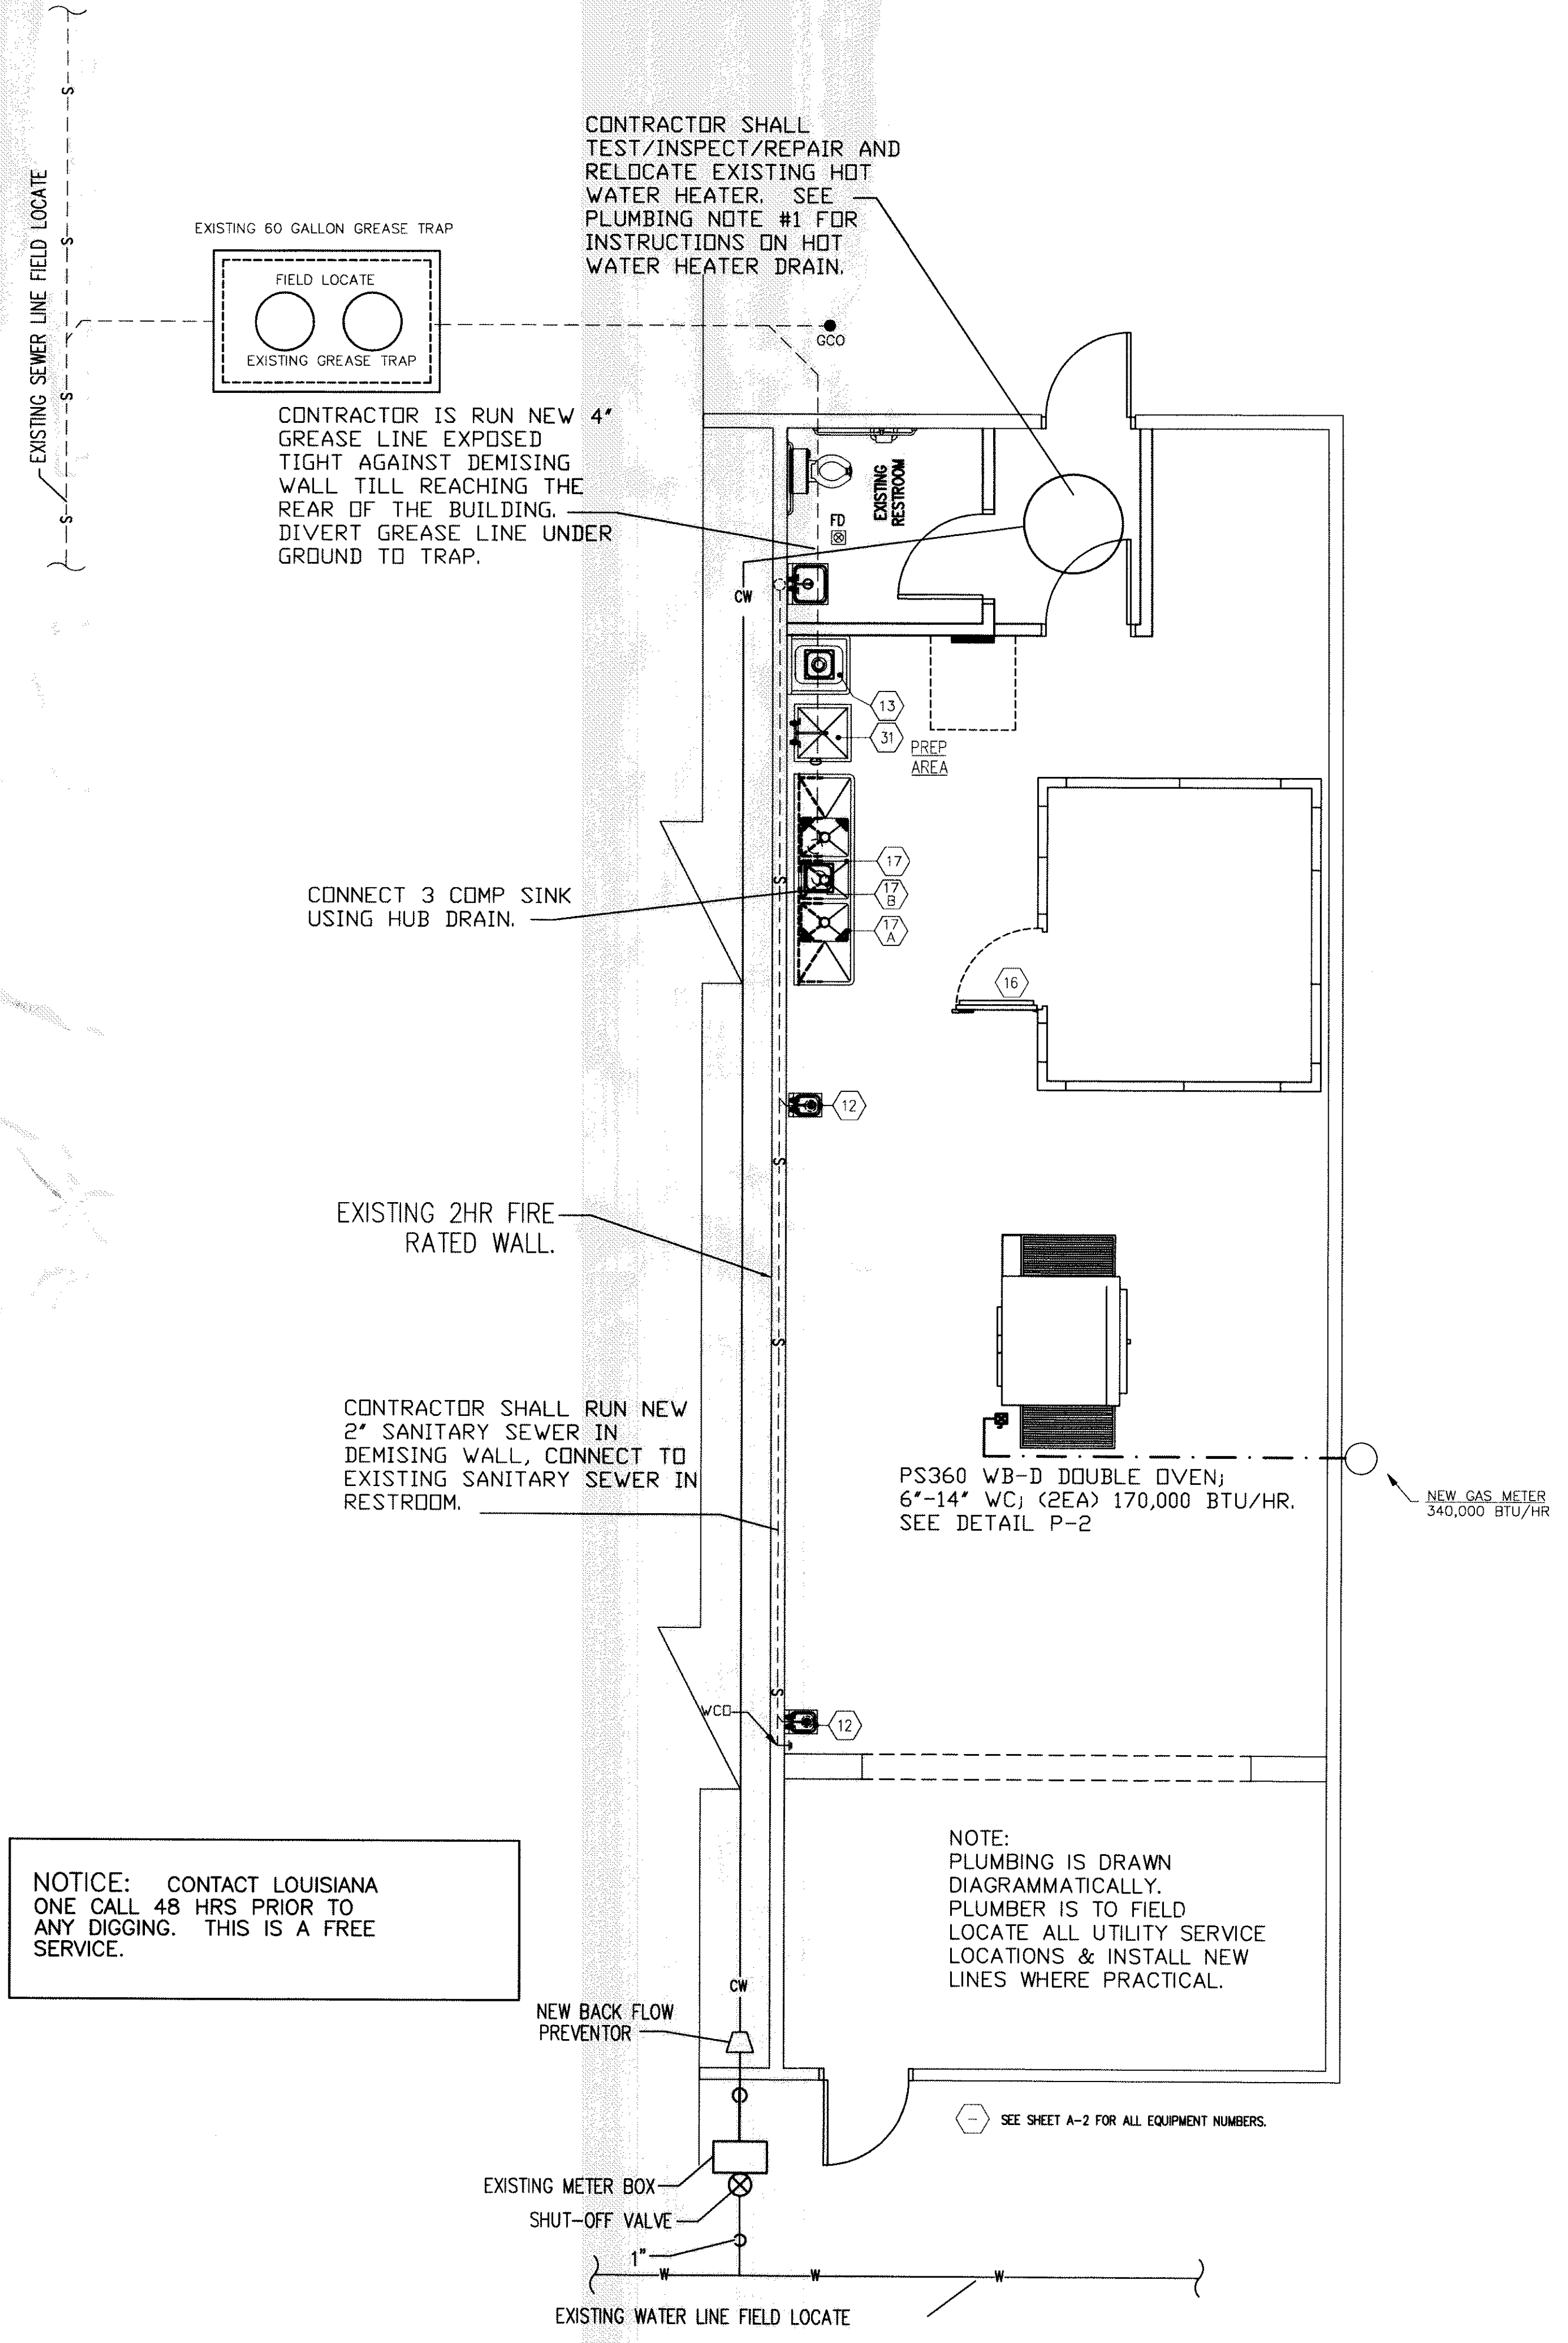 S
S
S
S
EXISTING SEWER LINE FIELD LOCATE
CONTRACTOR SHALL
TEST/INSPECT/REPAIR AND
RELOCATE EXISTING HOT
WATER HEATER. SEE
PLUMBING NOTE #1 FOR
INSTRUCTIONS ON HOT
WATER HEATER DRAIN.
EXISTING 60 GALLON GREASE TRAP
FIELD LOCATE
EXISTING GREASE TRAP
GCO
CONTRACTOR IS RUN NEW 4"
GREASE LINE EXPOSED
TIGHT AGAINST DEMISING
WALL TILL REACHING THE
REAR OF THE BUILDING.
DIVERT GREASE LINE UNDER
GROUND TO TRAP.
EXISTING
RESTROOM
FD
CW
13
31
PREP
AREA
G
17
17
B
17
A
S
CONNECT 3 COMP SINK
USING HUB DRAIN.
16
12
S
EXISTING 2HR FIRE
RATED WALL.
S
CONTRACTOR SHALL RUN NEW
2" SANITARY SEWER IN
DEMISING WALL, CONNECT TO
EXISTING SANITARY SEWER IN
RESTROOM.
PS360 WB-D DOUBLE OVEN;
6"-14" WC; (2EA) 170,000 BTU/HR.
SEE DETAIL P-2
NEW GAS METER
340,000 BTU/HR
S
WCO
12
NOTE:
PLUMBING IS DRAWN
DIAGRAMMATICALLY.
PLUMBER IS TO FIELD
LOCATE ALL UTILITY SERVICE
LOCATIONS & INSTALL NEW
LINES WHERE PRACTICAL.
NOTICE: CONTACT LOUISIANA
ONE CALL 48 HRS PRIOR TO
ANY DIGGING. THIS IS A FREE
SERVICE.
CW
NEW BACK FLOW
PREVENTOR
- SEE SHEET A-2 FOR ALL EQUIPMENT NUMBERS.
EXISTING METER BOX
SHUT-OFF VALVE
1"
W
W
W
EXISTING WATER LINE FIELD LOCATE